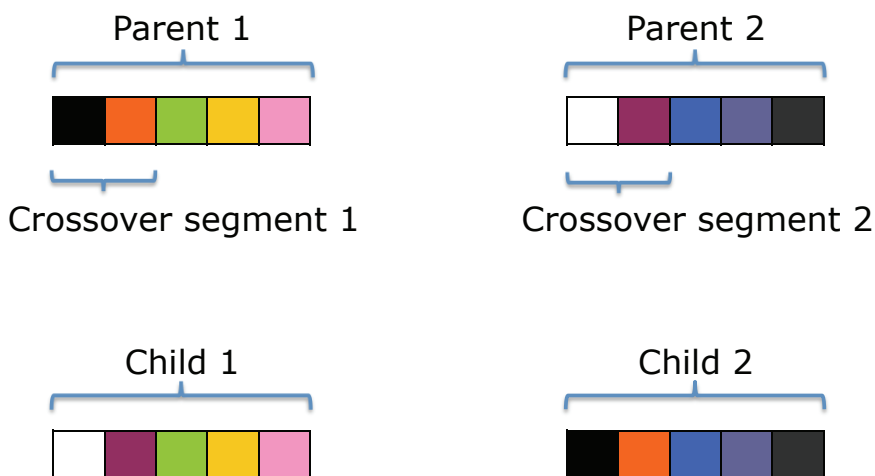 Parent 1
Parent 2
Crossover segment 1
Crossover segment 2
Child 1
Child 2